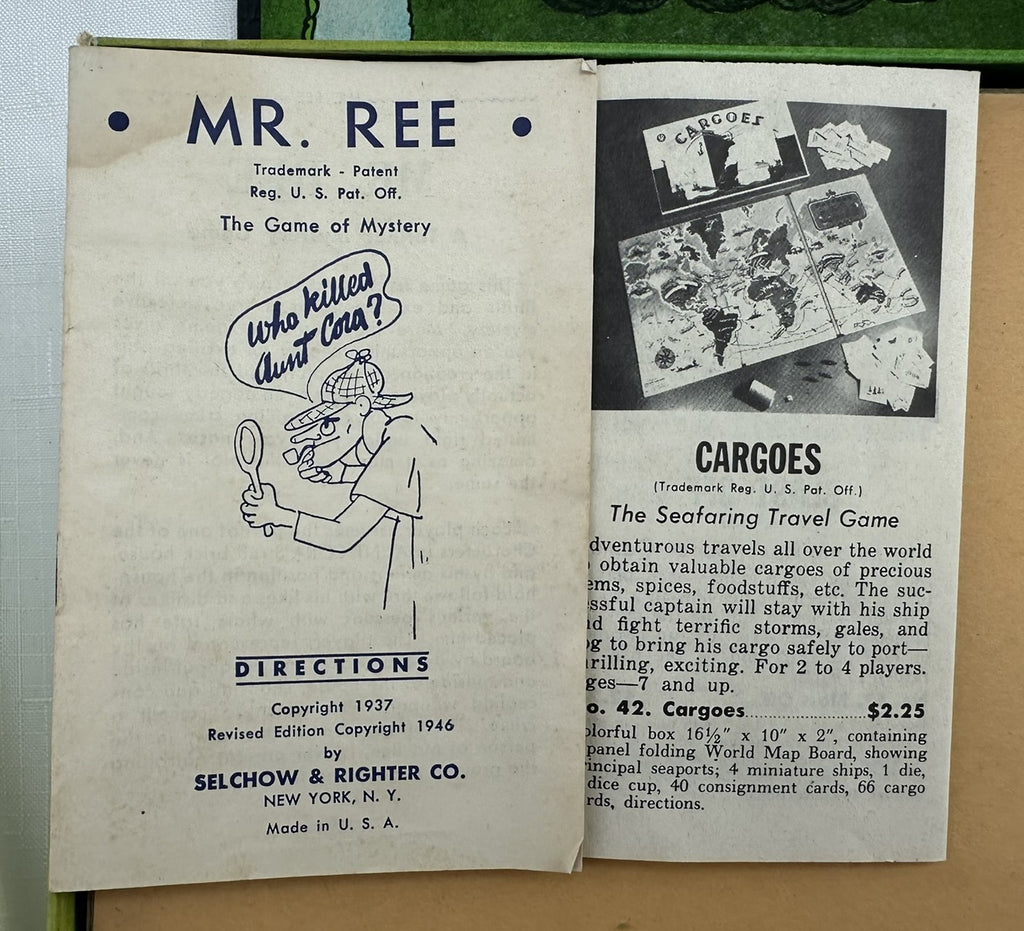 • MR. REE •
Trademark - Patent
Reg. U. S. Pat. Off.
The Game of Mystery
Who killed
Aunt Cora?
DIRECTIONS
Copyright 1937
Revised Edition Copyright 1946
by
SELCHOW & RIGHTER CO.
NEW YORK, N. Y.
Made in U. S. A.
CARGOES
CARGOES
(Trademark Reg. U. S. Pat. Off.)
The Seafaring Travel Game
dventurous travels all over the world
obtain valuable cargoes of precious
ems, spices, foodstuffs, etc. The suc-
ssful captain will stay with his ship
d fight terrific storms, gales, and
g to bring his cargo safely to port—
rilling, exciting. For 2 to 4 players.
ges—7 and up.
o. 42. Cargoes....................$2.25
lorful box 16½" x 10" x 2", containing
panel folding World Map Board, showing
incipal seaports; 4 miniature ships, 1 die,
dice cup, 40 consignment cards, 66 cargo
rds, directions.